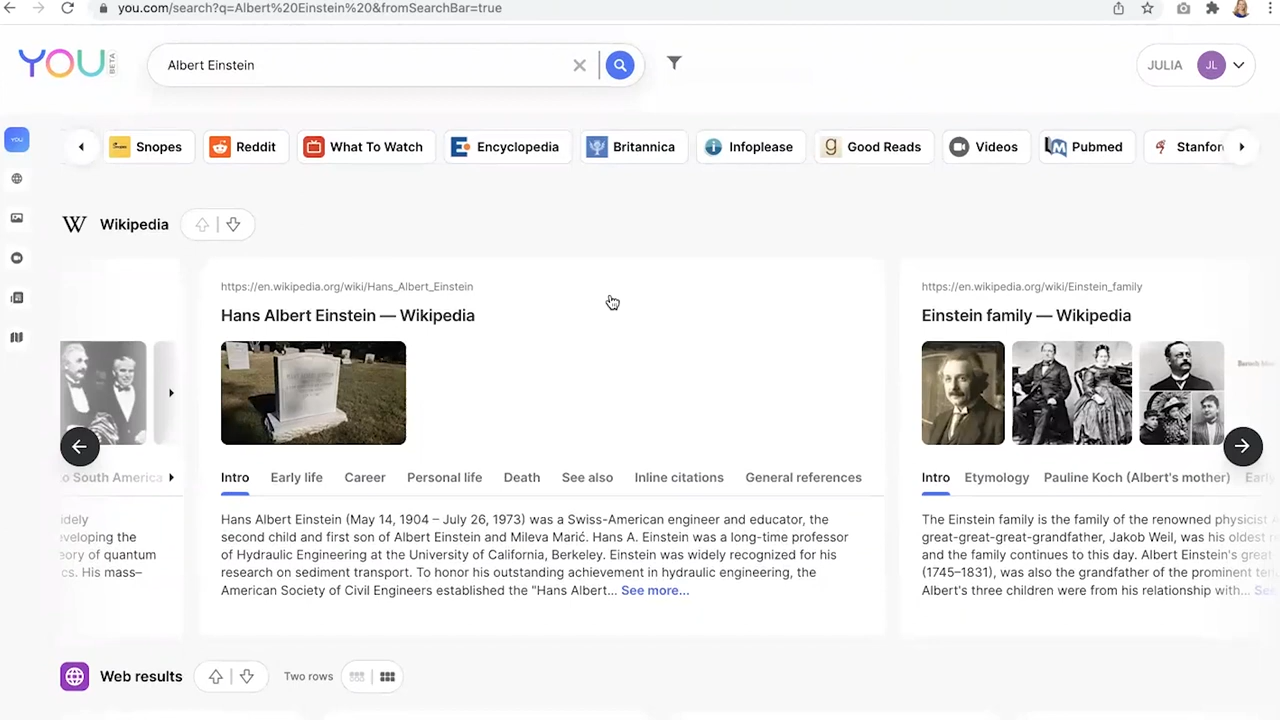 you.com/search?q=Albert%20Einstein%20&fromSearchBar=true
YOU BETA
Albert Einstein
JULIA JL
YOU
Snopes Reddit What To Watch Encyclopedia Britannica Infoplease Good Reads Videos Pubmed Stanfor
W Wikipedia
https://en.wikipedia.org/wiki/Hans_Albert_Einstein
Hans Albert Einstein — Wikipedia
https://en.wikipedia.org/wiki/Einstein_family
Einstein family — Wikipedia
o South America
idely
eveloping the
eory of quantum
cs. His mass–
Intro Early life Career Personal life Death See also Inline citations General references
Hans Albert Einstein (May 14, 1904 – July 26, 1973) was a Swiss-American engineer and educator, the
second child and first son of Albert Einstein and Mileva Marić. Hans A. Einstein was a long-time professor
of Hydraulic Engineering at the University of California, Berkeley. Einstein was widely recognized for his
research on sediment transport. To honor his outstanding achievement in hydraulic engineering, the
American Society of Civil Engineers established the "Hans Albert... See more...
Intro Etymology Pauline Koch (Albert's mother) Early
The Einstein family is the family of the renowned physicist
great-great-great-grandfather, Jakob Weil, was his oldest
and the family continues to this day. Albert Einstein's great
(1745–1831), was also the grandfather of the prominent
Albert's three children were from his relationship with... See
Web results Two rows